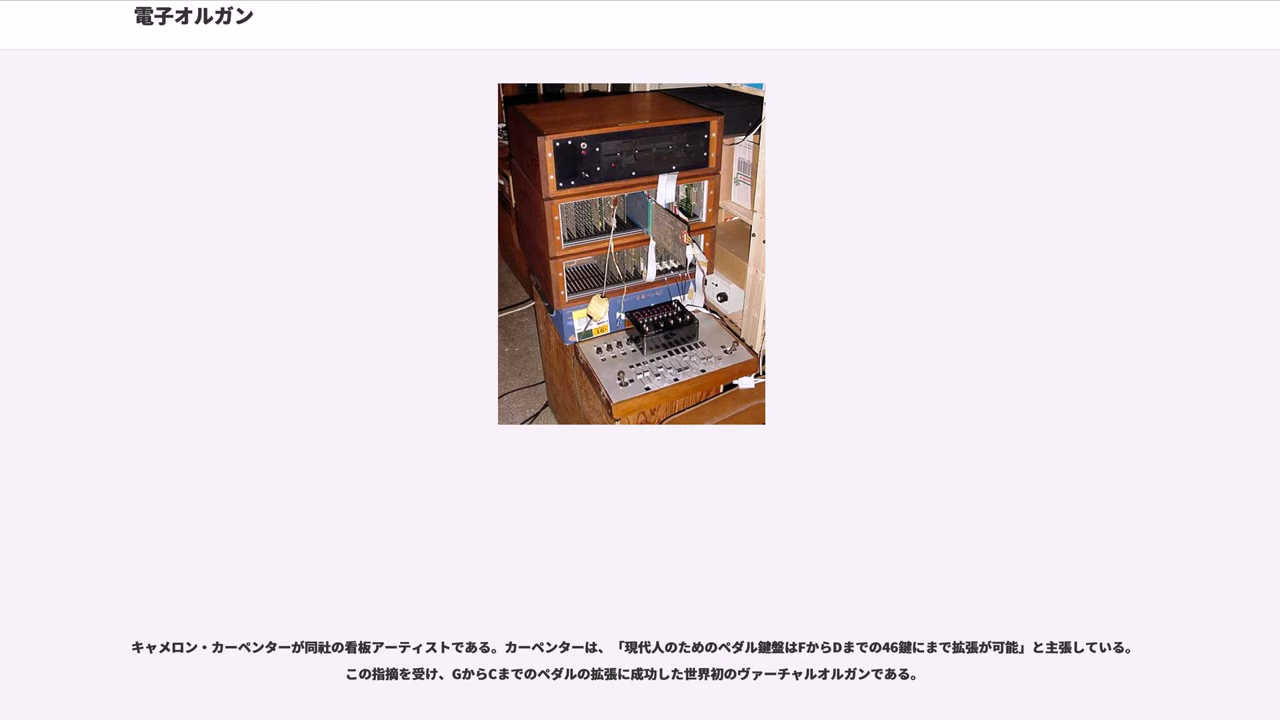 電子オルガン
キャメロン・カーペンターが同社の看板アーティストである。カーペンターは、「現代人のためのペダル鍵盤はFからDまでの46鍵にまで拡張が可能」と主張している。
この指摘を受け、GからCまでのペダルの拡張に成功した世界初のヴァーチャルオルガンである。